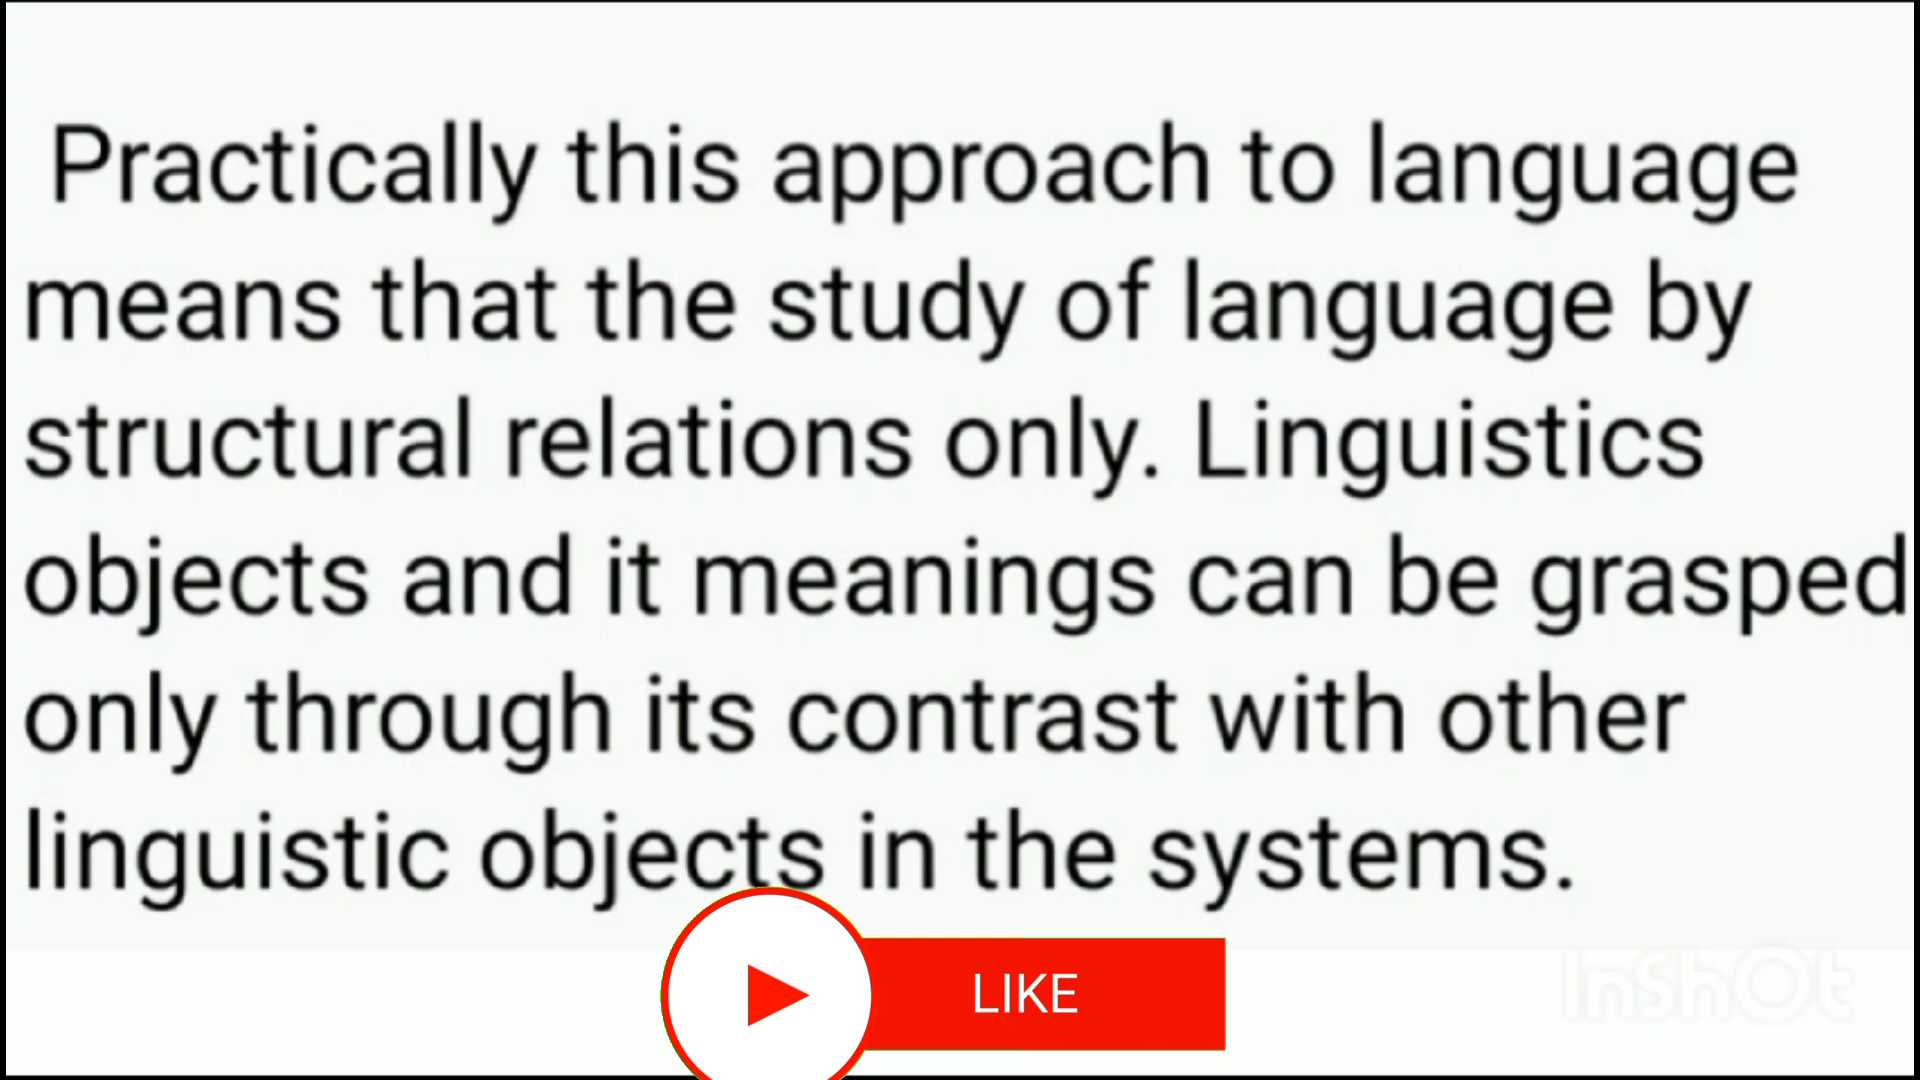 Practically this approach to language
means that the study of language by
structural relations only. Linguistics
objects and it meanings can be grasped
only through its contrast with other
linguistic objects in the systems.
LIKE
InShOt